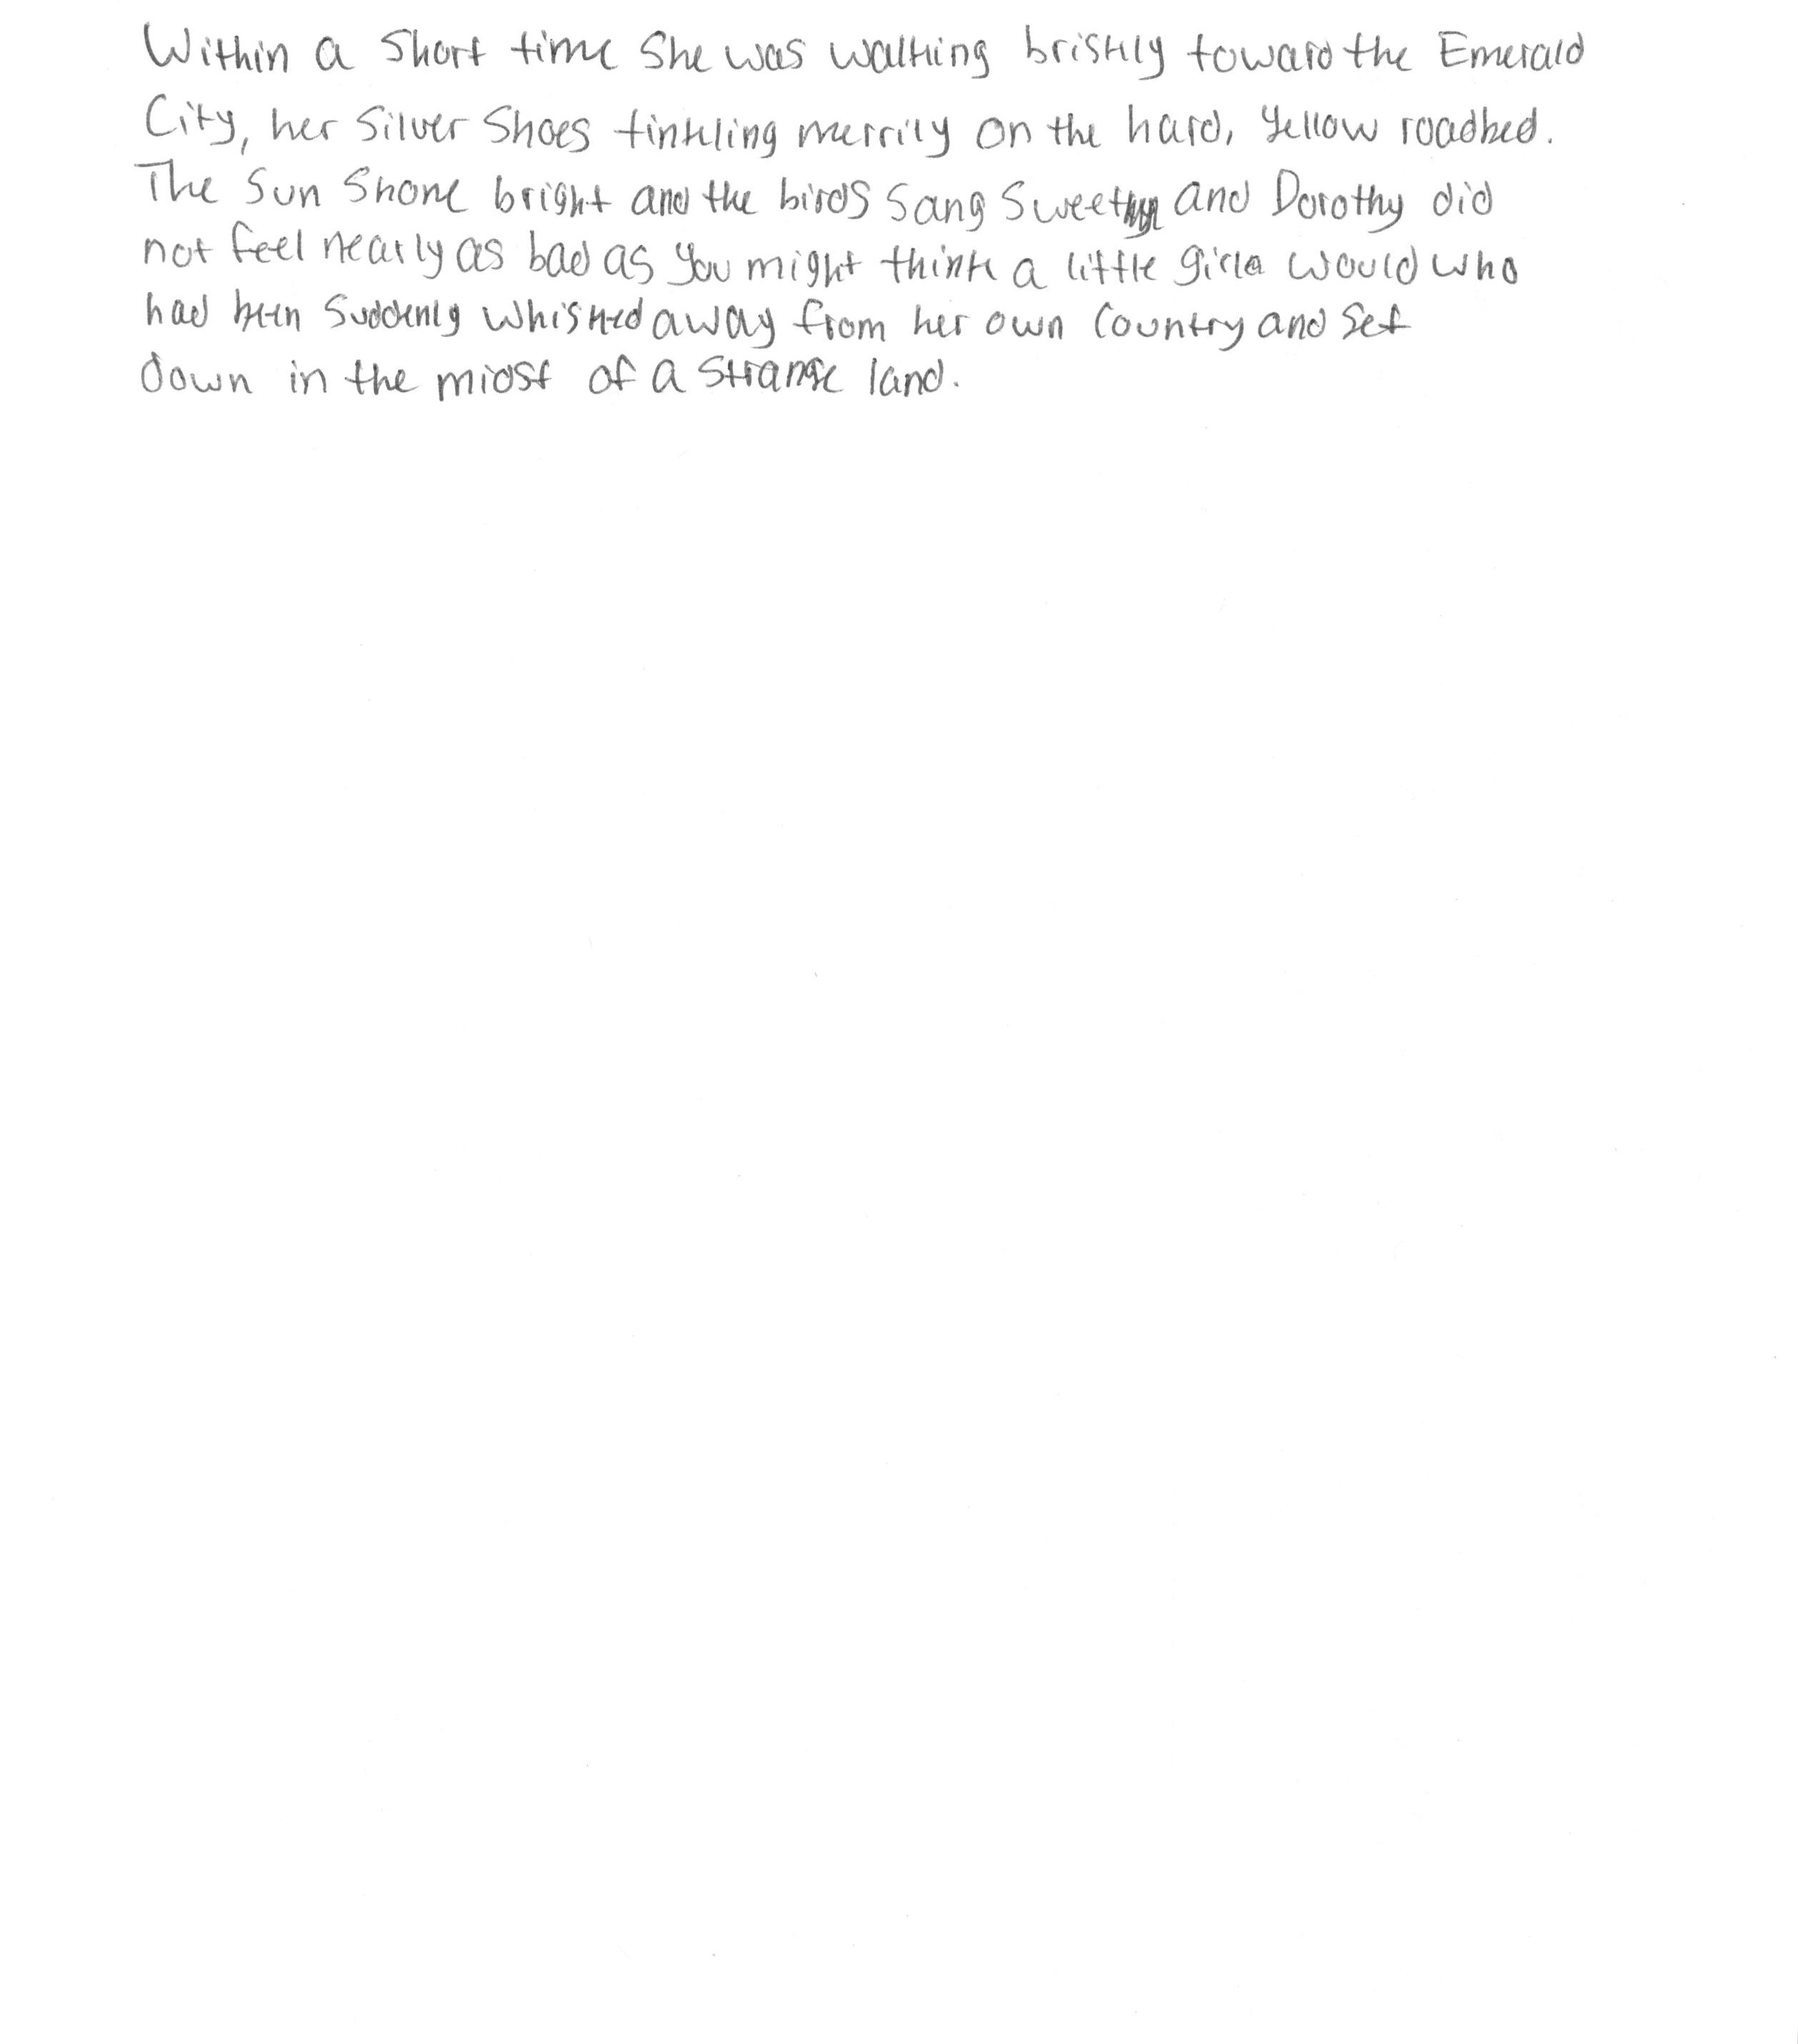 Within a short time she was walking briskly toward the Emerald
City, her Silver Shoes tinkling merrily on the hard, yellow roadbed.
The sun shone bright and the birds sang sweetly and Dorothy did
not feel nearly as bad as you might think a little girl would who
had been suddenly whisked away from her own country and set
down in the midst of a strange land.